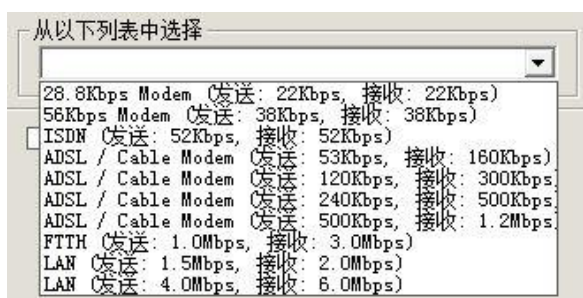 从以下列表中选择
28.8Kbps Modem (发送: 22Kbps, 接收: 22Kbps)
56Kbps Modem (发送: 38Kbps, 接收: 38Kbps)
ISDN (发送: 52Kbps, 接收: 52Kbps)
ADSL / Cable Modem (发送: 53Kbps, 接收: 160Kbps)
ADSL / Cable Modem (发送: 120Kbps, 接收: 300Kbps
ADSL / Cable Modem (发送: 240Kbps, 接收: 500Kbps
ADSL / Cable Modem (发送: 500Kbps, 接收: 1.2Mbps
FTTH (发送: 1.0Mbps, 接收: 3.0Mbps)
LAN (发送: 1.5Mbps, 接收: 2.0Mbps)
LAN (发送: 4.0Mbps, 接收: 6.0Mbps)